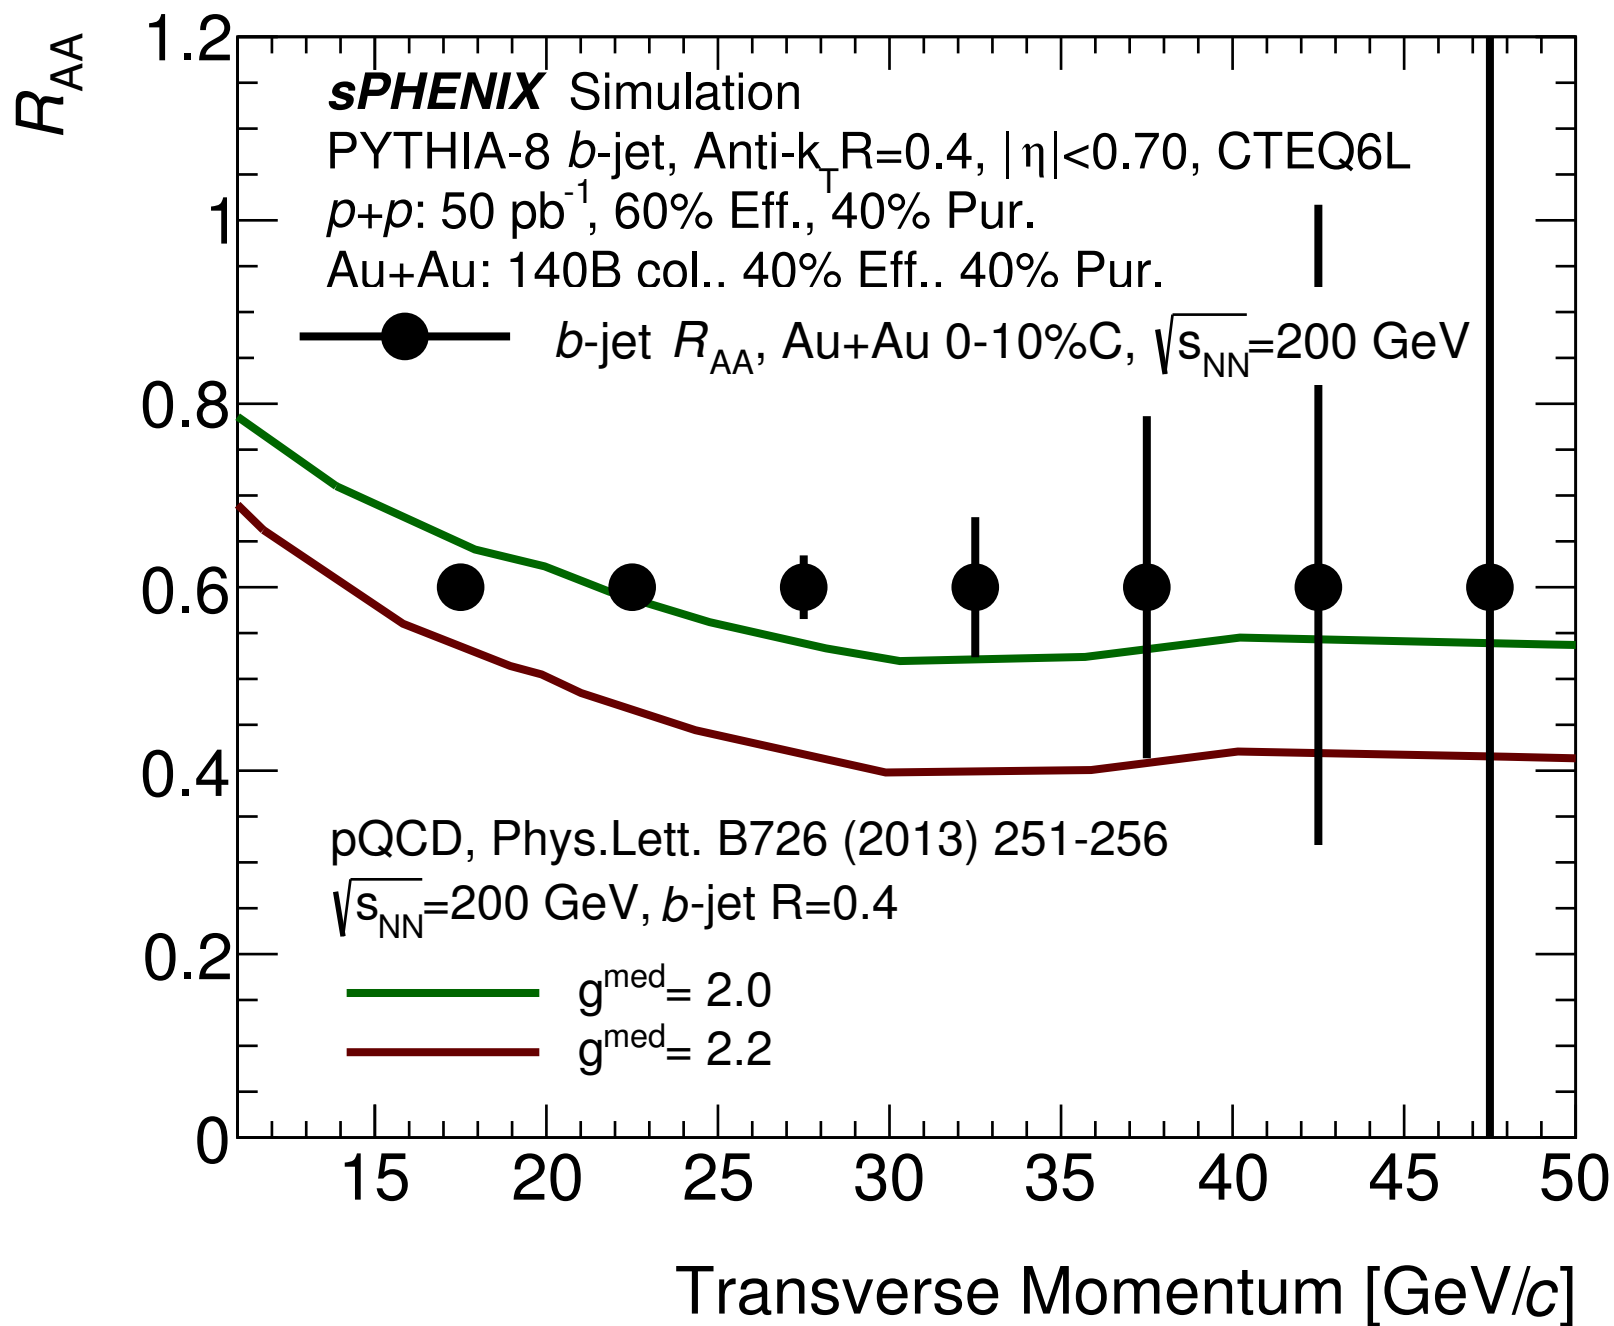 R_AA
1.2
1
0.8
0.6
0.4
0.2
0
sPHENIX Simulation
PYTHIA-8 b-jet, Anti-k_T R=0.4, |η|<0.70, CTEQ6L
p+p: 50 pb^-1, 60% Eff., 40% Pur.
Au+Au: 140B col.. 40% Eff.. 40% Pur.
b-jet R_AA, Au+Au 0-10%C, √s_NN=200 GeV
pQCD, Phys.Lett. B726 (2013) 251-256
√s_NN=200 GeV, b-jet R=0.4
g^med= 2.0
g^med= 2.2
15 20 25 30 35 40 45 50
Transverse Momentum [GeV/c]